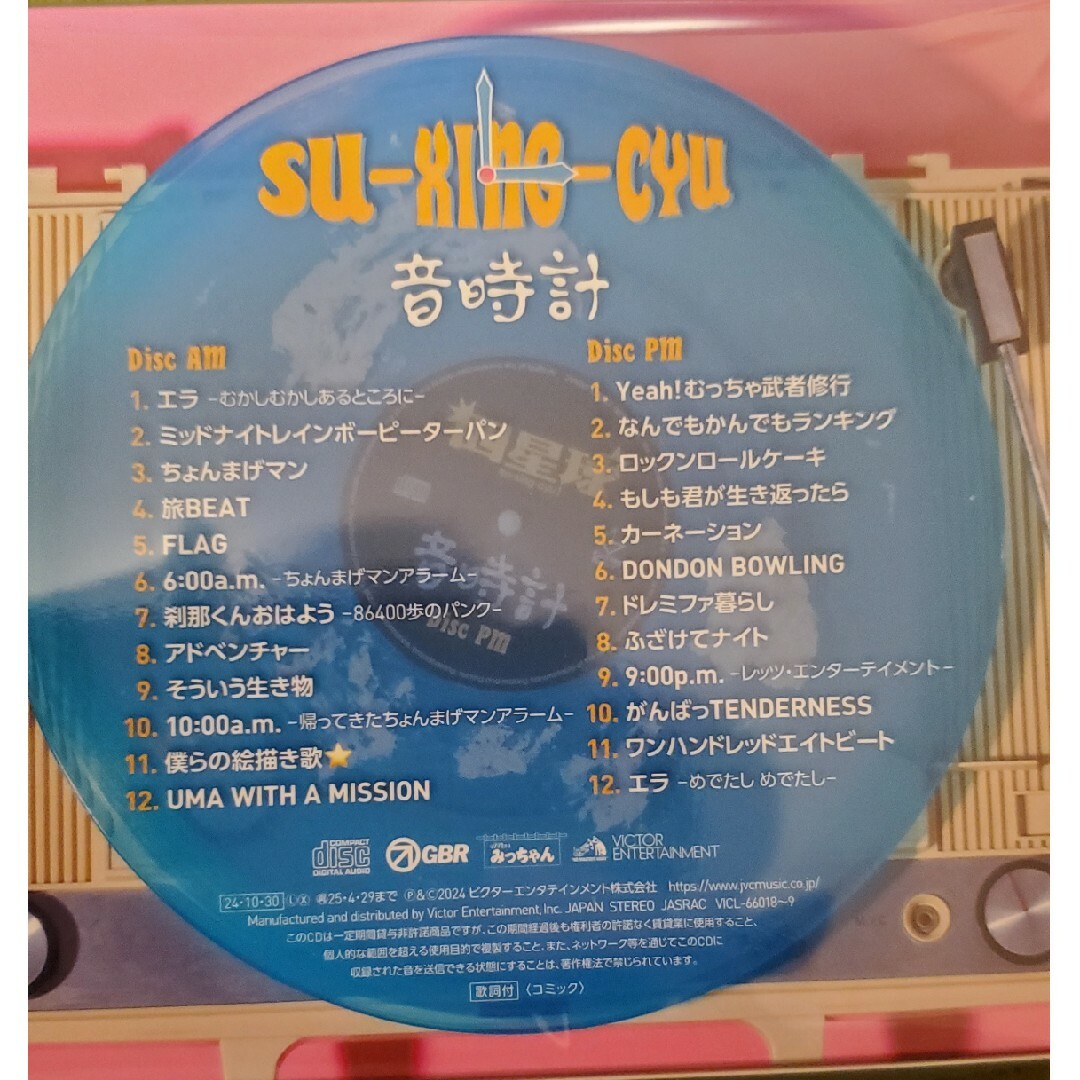 SU-XING-CYU
音時計
Disc AM
1. エラ -むかしむかしあるところに-
2. ミッドナイトレインボーピーターパン
3. ちょんまげマン
4. 旅BEAT
5. FLAG
6. 6:00a.m. -ちょんまげマンアラーム-
7. 刹那くんおはよう -86400歩のパンク-
8. アドベンチャー
9. そういう生き物
10. 10:00a.m. -帰ってきたちょんまげマンアラーム-
11. 僕らの絵描き歌⭐
12. UMA WITH A MISSION
Disc PM
1. Yeah!むっちゃ武者修行
2. なんでもかんでもランキング
3. ロックンロールケーキ
4. もしも君が生き返ったら
5. カーネーション
6. DONDON BOWLING
7. ドレミファ暮らし
8. ふざけてナイト
9. 9:00p.m. -レッツ・エンターテイメント-
10. がんばっTENDERNESS
11. ワンハンドレッドエイトビート
12. エラ -めでたし めでたし-
星球
音時計
Disc PM
COMPACT disc DIGITAL AUDIO
GBR
みっちゃん
VICTOR ENTERTAINMENT
24・10・30 25・4・29まで Ⓟ&Ⓒ2024 ビクターエンタテインメント株式会社 https://www.jvcmusic.co.jp/
Manufactured and distributed by Victor Entertainment, Inc. JAPAN STEREO JASRAC VICL-66018〜9
このCDは一定期間貸与非許諾商品ですが、この期間経過後も権利者の許諾なく賃貸業に使用すること、
個人的な範囲を超える使用目的で複製すること、また、ネットワーク等を通じてこのCDに
収録された音を送信できる状態にすることは、著作権法で禁じられています。
歌詞付 〈コミック〉